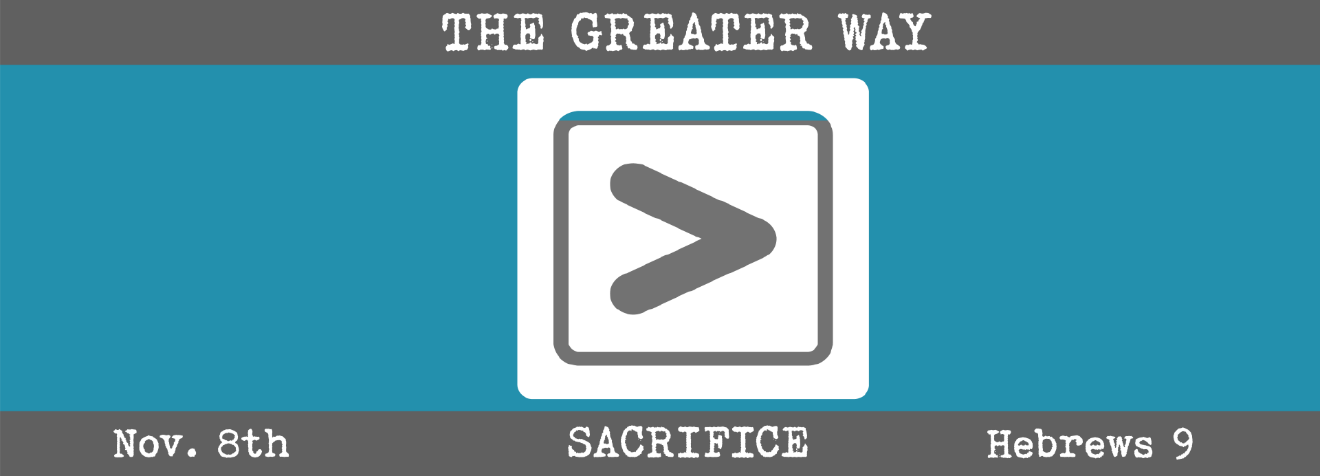 THE GREATER WAY
>
Nov. 8th SACRIFICE Hebrews 9